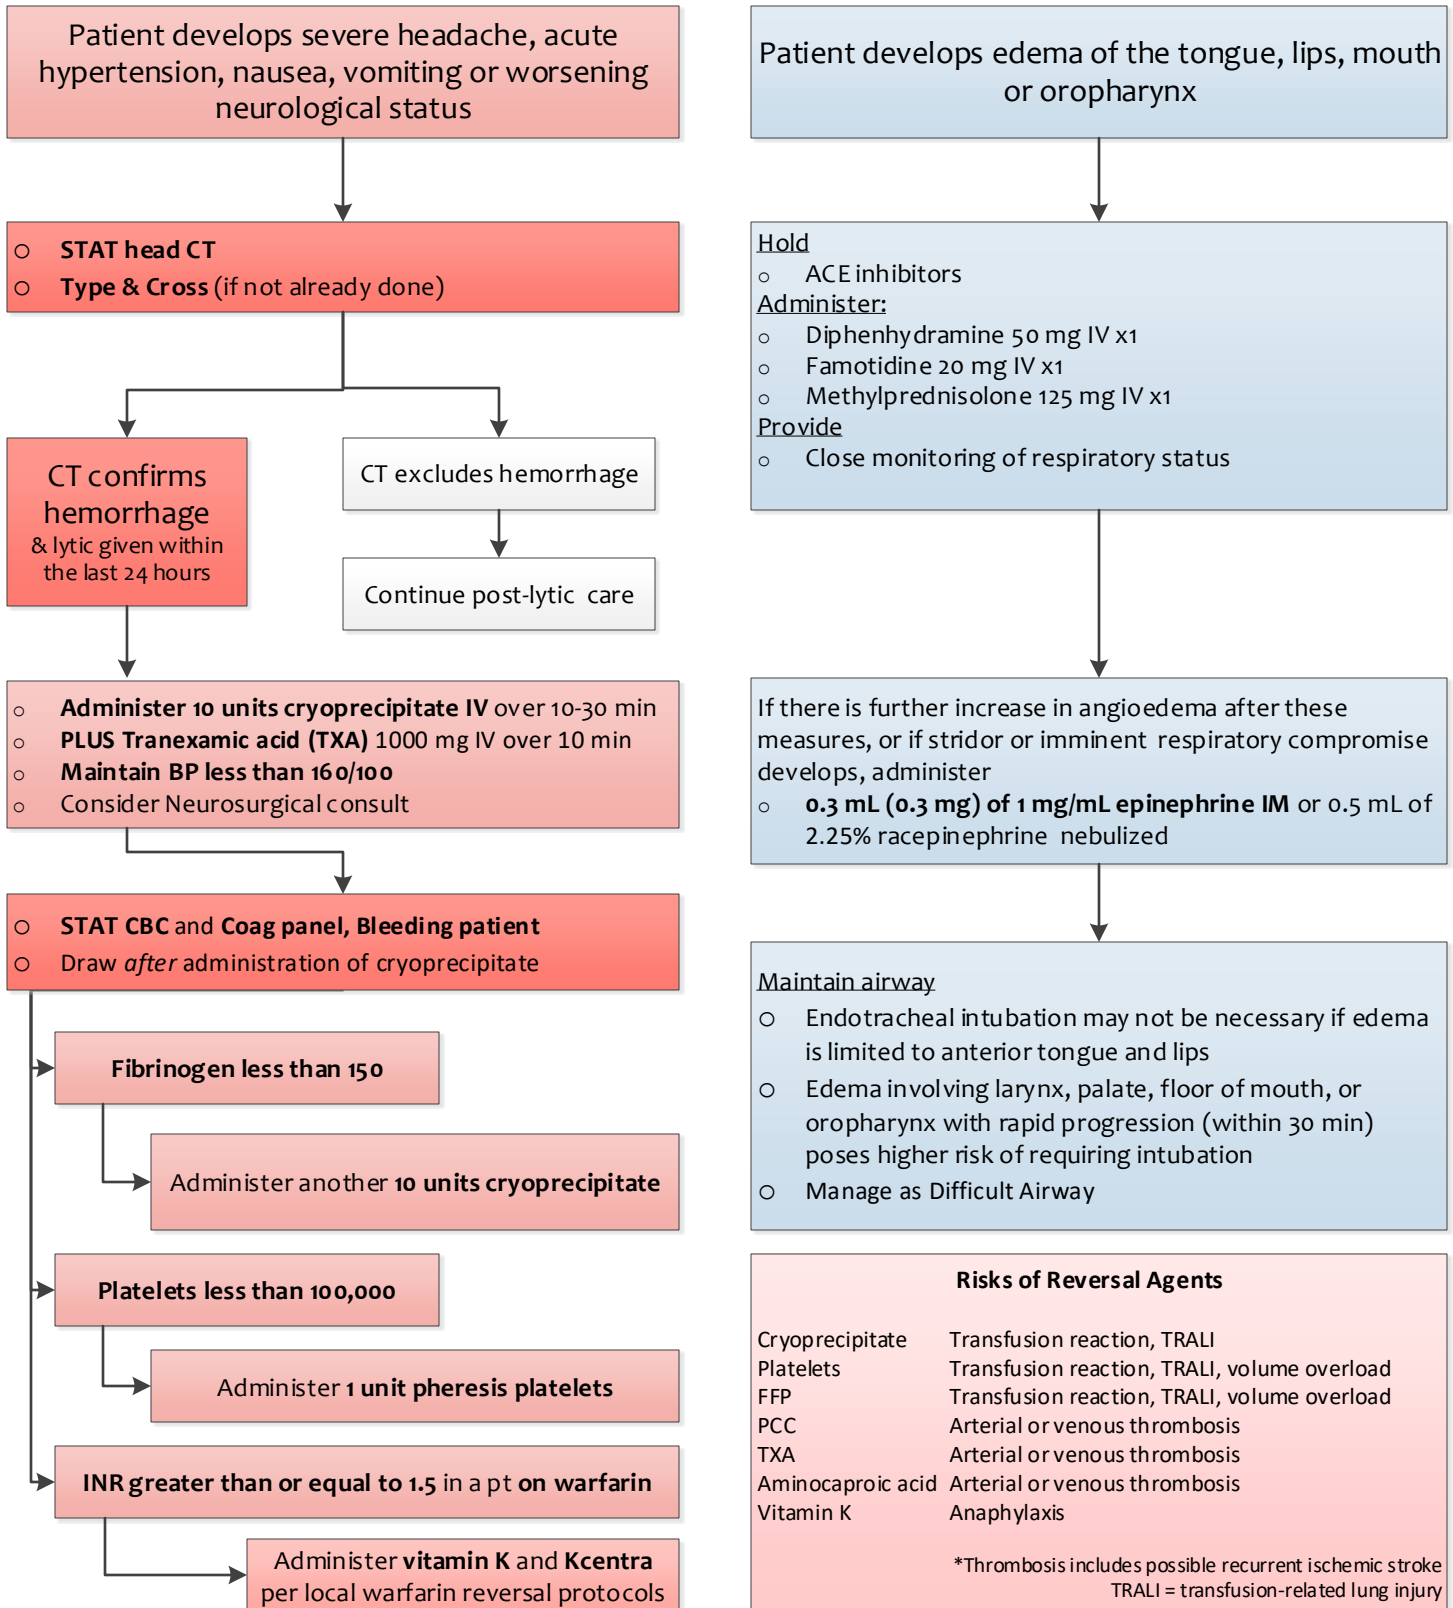 Patient develops severe headache, acute
hypertension, nausea, vomiting or worsening
neurological status
○ STAT head CT
○ Type & Cross (if not already done)
CT confirms
hemorrhage
& lytic given within
the last 24 hours
CT excludes hemorrhage
Continue post-lytic care
○ Administer 10 units cryoprecipitate IV over 10-30 min
○ PLUS Tranexamic acid (TXA) 1000 mg IV over 10 min
○ Maintain BP less than 160/100
○ Consider Neurosurgical consult
○ STAT CBC and Coag panel, Bleeding patient
○ Draw after administration of cryoprecipitate
Fibrinogen less than 150
Administer another 10 units cryoprecipitate
Platelets less than 100,000
Administer 1 unit pheresis platelets
INR greater than or equal to 1.5 in a pt on warfarin
Administer vitamin K and Kcentra
per local warfarin reversal protocols
Patient develops edema of the tongue, lips, mouth
or oropharynx
Hold
○ ACE inhibitors
Administer:
○ Diphenhydramine 50 mg IV x1
○ Famotidine 20 mg IV x1
○ Methylprednisolone 125 mg IV x1
Provide
○ Close monitoring of respiratory status
If there is further increase in angioedema after these
measures, or if stridor or imminent respiratory compromise
develops, administer
○ 0.3 mL (0.3 mg) of 1 mg/mL epinephrine IM or 0.5 mL of
2.25% racepinephrine nebulized
Maintain airway
○ Endotracheal intubation may not be necessary if edema
is limited to anterior tongue and lips
○ Edema involving larynx, palate, floor of mouth, or
oropharynx with rapid progression (within 30 min)
poses higher risk of requiring intubation
○ Manage as Difficult Airway
Risks of Reversal Agents
Cryoprecipitate Transfusion reaction, TRALI
Platelets Transfusion reaction, TRALI, volume overload
FFP Transfusion reaction, TRALI, volume overload
PCC Arterial or venous thrombosis
TXA Arterial or venous thrombosis
Aminocaproic acid Arterial or venous thrombosis
Vitamin K Anaphylaxis
*Thrombosis includes possible recurrent ischemic stroke
TRALI = transfusion-related lung injury